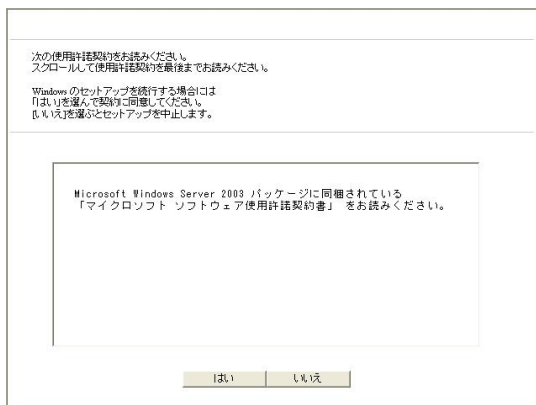 次の使用許諾契約をお読みください。
スクロールして使用許諾契約を最後までお読みください。
Windows のセットアップを続行する場合には
「はい」を選んで契約に同意してください。
「いいえ」を選ぶとセットアップを中止します。
Microsoft Windows Server 2003 パッケージに同梱されている
「マイクロソフト ソフトウェア使用許諾契約書」 をお読みください。
はい
いいえ